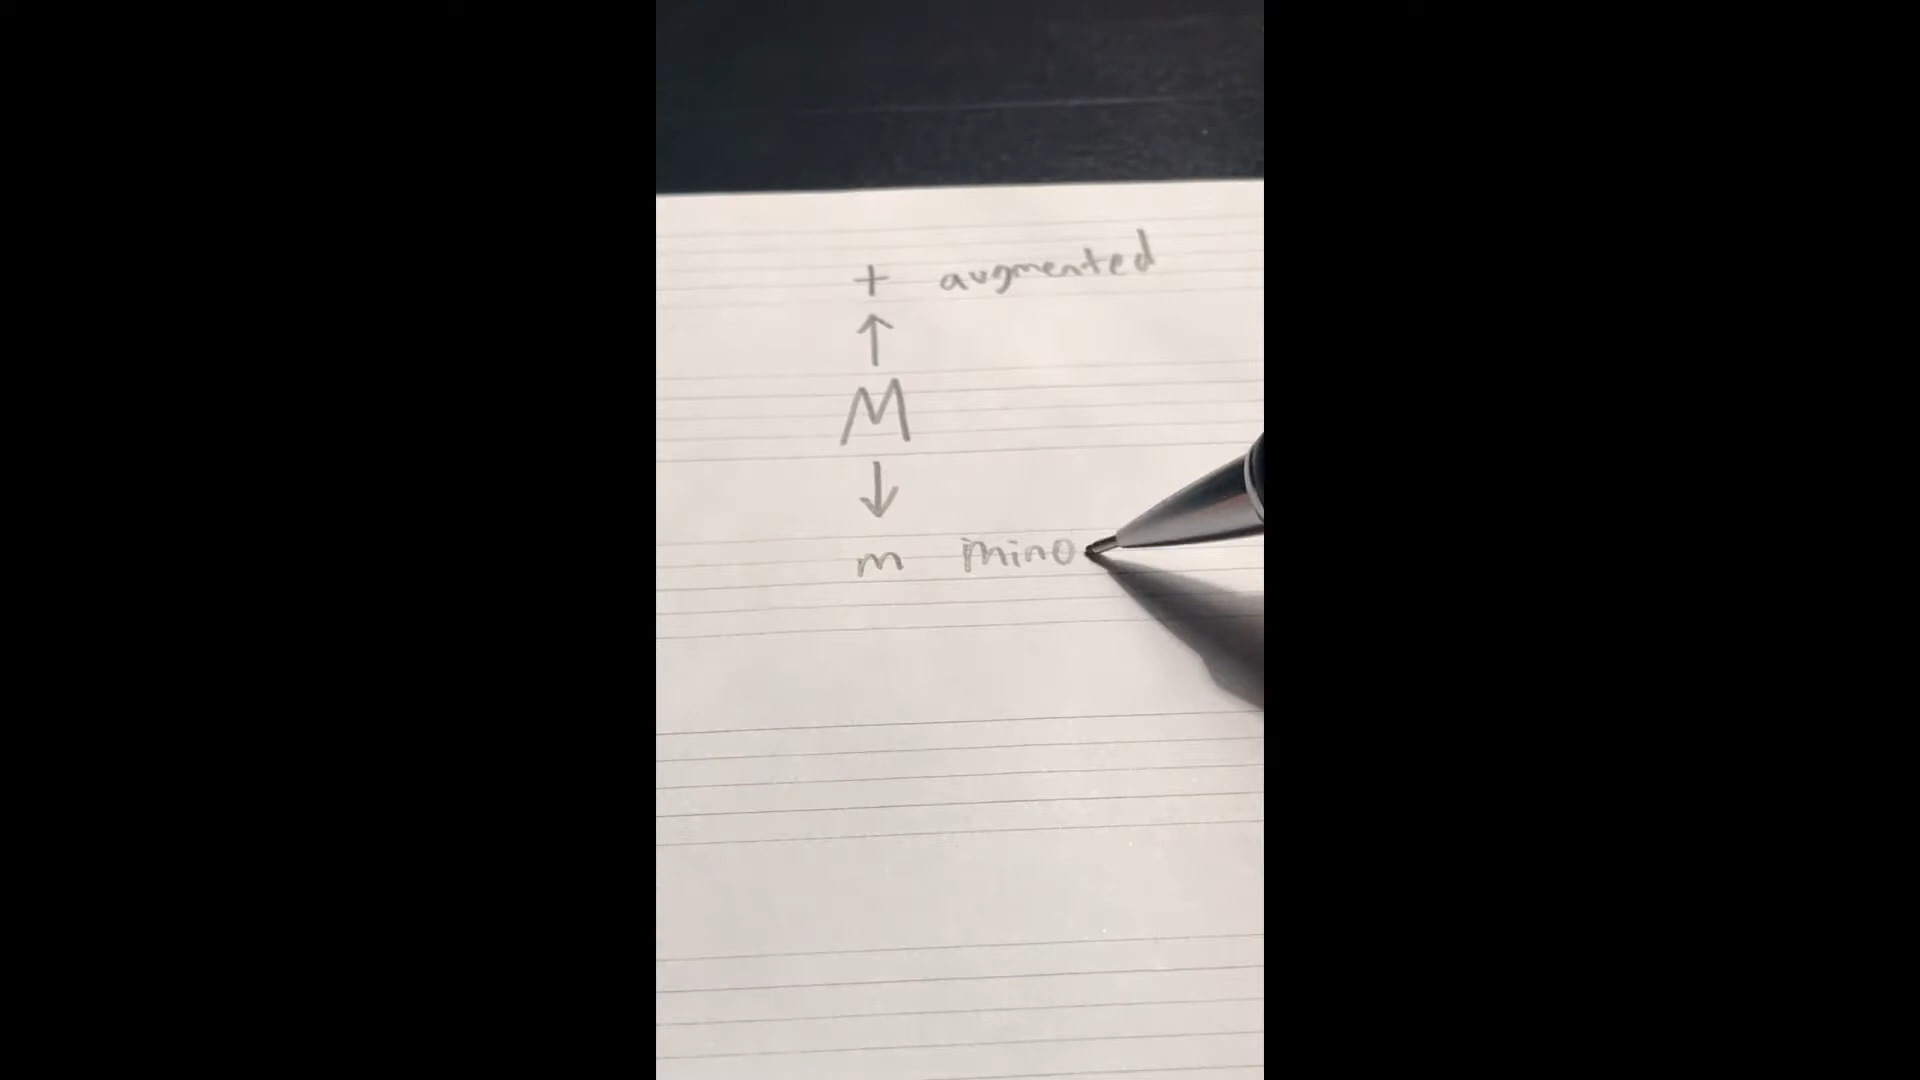 + augmented
↑
M
↓
m mino